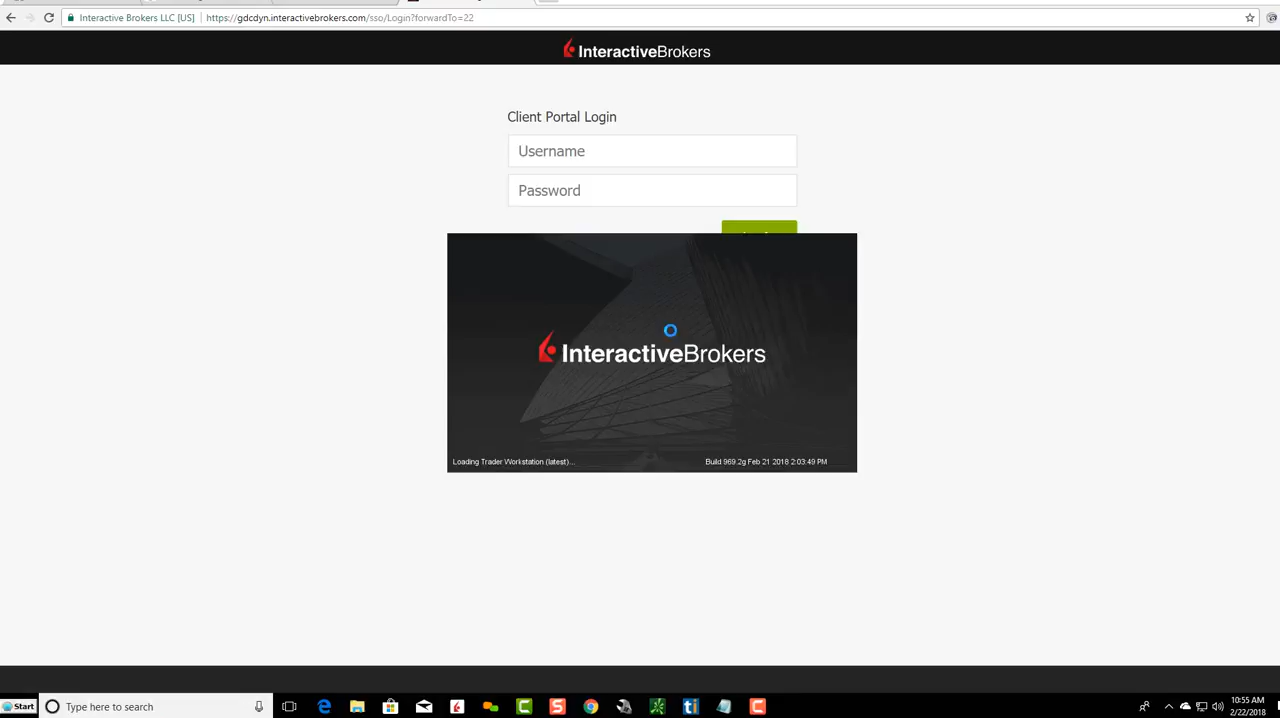 Interactive Brokers LLC [US]
https://gdcdyn.interactivebrokers.com/sso/Login?forwardTo=22
InteractiveBrokers
Client Portal Login
Username
Password
InteractiveBrokers
Loading Trader Workstation (latest)...
Build 969.2g Feb 21 2018 2:03:49 PM
Start
Type here to search
10:55 AM
2/22/2018